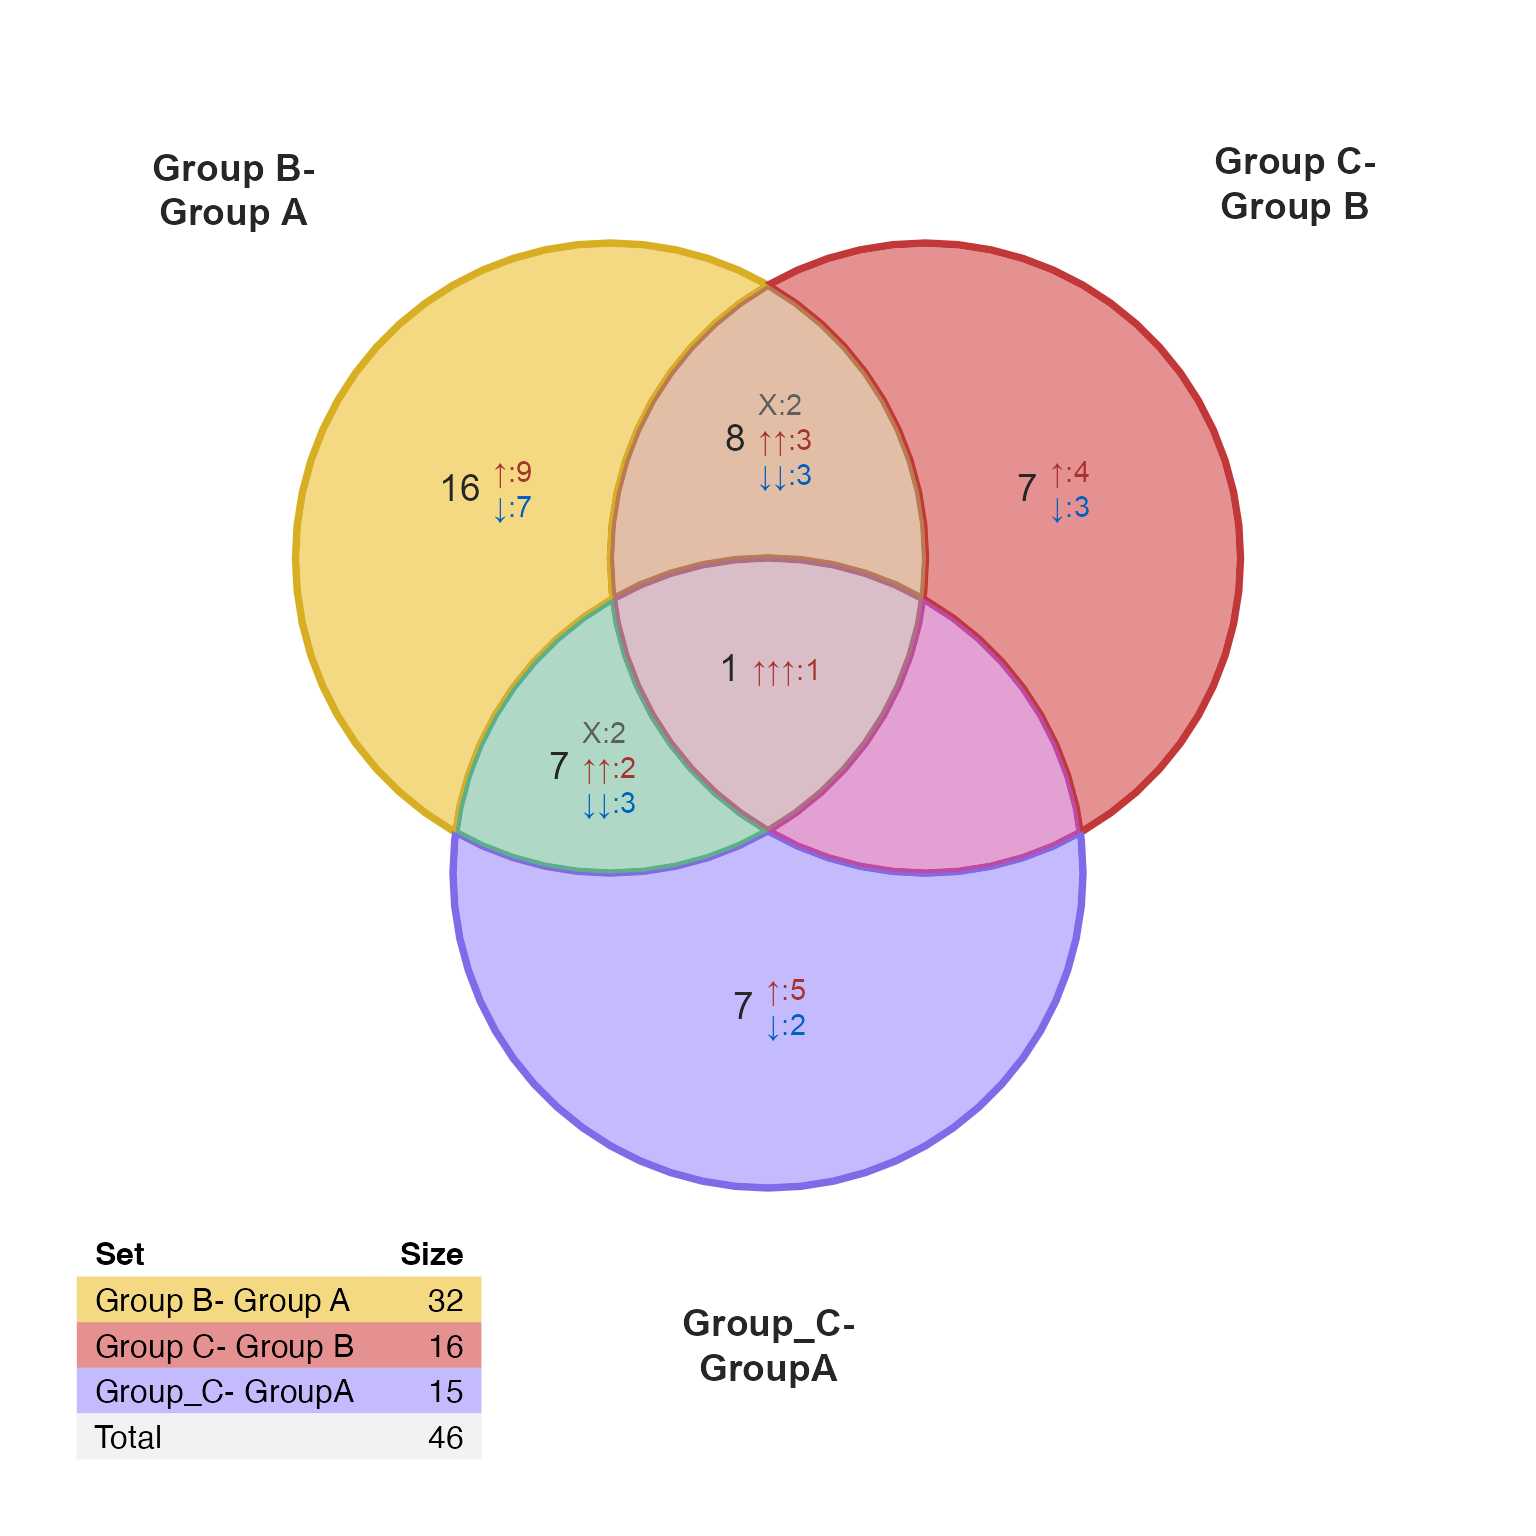 Group B-
Group A
Group C-
Group B
X:2
8 ↑↑:3
↓↓:3
16 ↑:9
↓:7
7 ↑:4
↓:3
1 ↑↑↑:1
X:2
7 ↑↑:2
↓↓:3
7 ↑:5
↓:2
Set Size
Group B- Group A 32
Group C- Group B 16
Group_C- GroupA 15
Total 46
Group_C-
GroupA